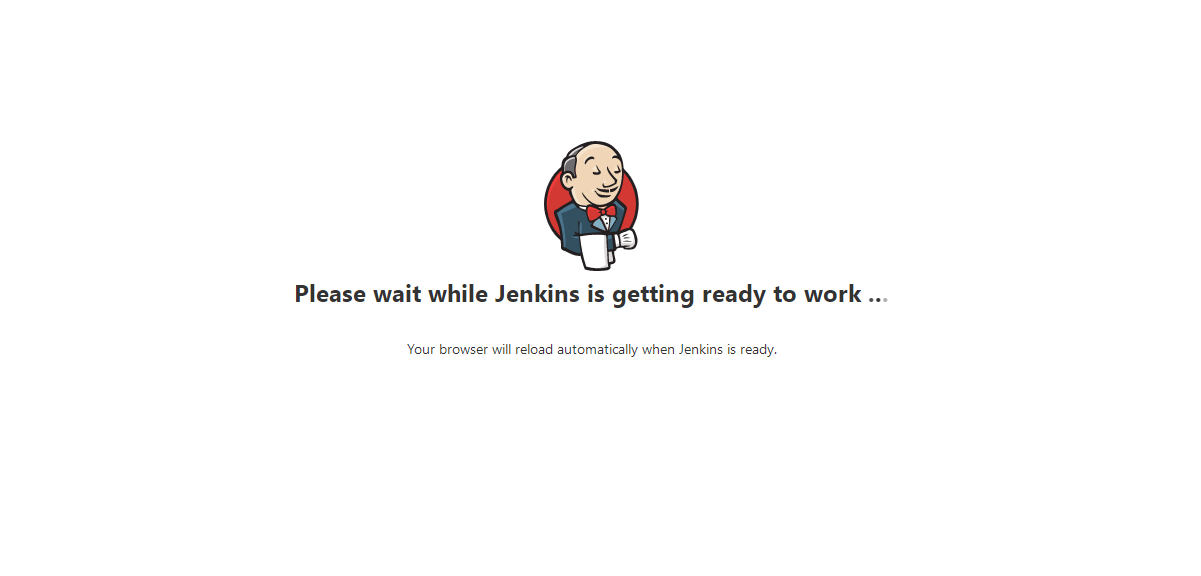 Please wait while Jenkins is getting ready to work ...
Your browser will reload automatically when Jenkins is ready.